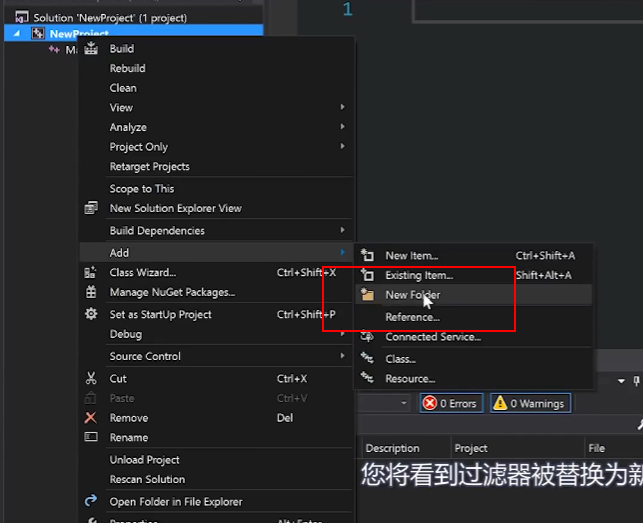 Solution 'NewProject' (1 project)
NewProject
1
Build
Rebuild
Clean
View
Analyze
Project Only
Retarget Projects
Scope to This
New Solution Explorer View
Build Dependencies
Add
New Item... Ctrl+Shift+A
Class Wizard... Ctrl+Shift+X
Existing Item... Shift+Alt+A
Manage NuGet Packages...
New Folder
Set as StartUp Project Ctrl+Shift+P
Reference...
Debug
Connected Service...
Source Control
Class...
Cut Ctrl+X
Resource...
Paste Ctrl+V
0 Errors
0 Warnings
Remove Del
Rename
Description Project File
Unload Project
Rescan Solution
您将看到过滤器被替换为新
Open Folder in File Explorer
Properties Alt+Enter